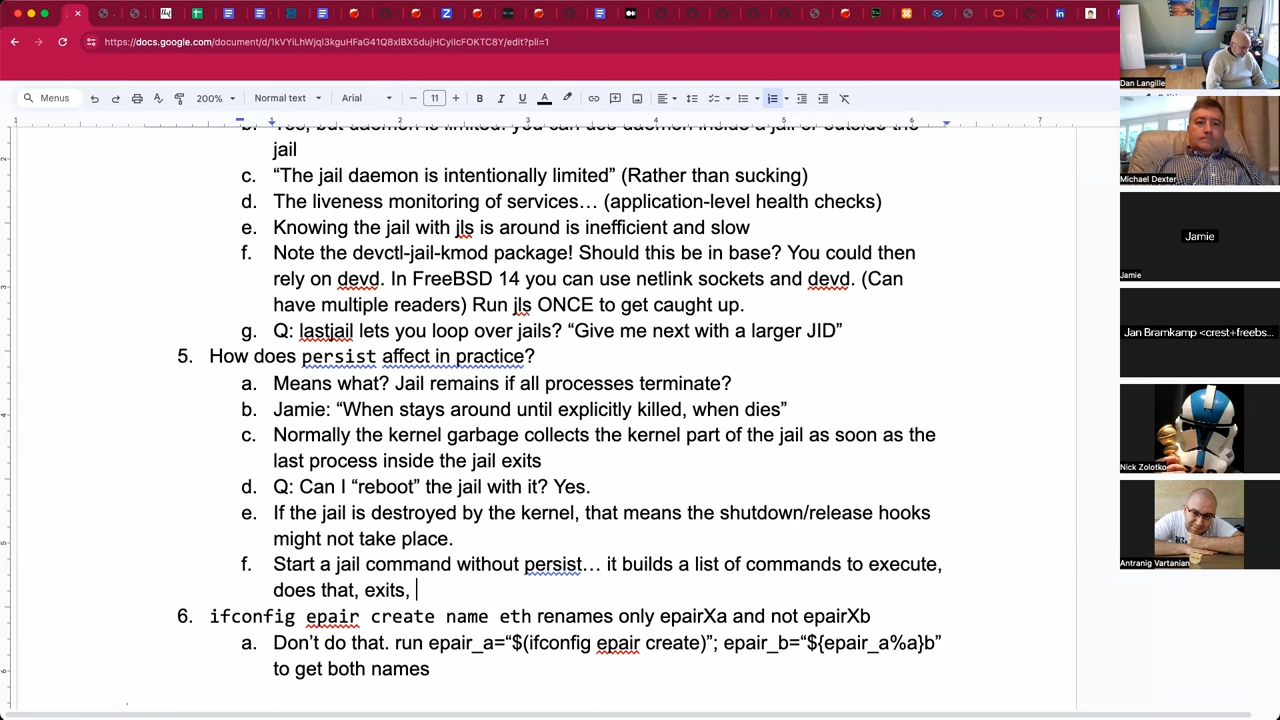 https://docs.google.com/document/d/1kVYiLhWjql3kguHFaG41Q8xlBX5dujHCyiIcFOKTC8Y/edit?pli=1
Menus 200% Normal text Arial 11
1 1 2 3 4 5 6 7
jail
c. “The jail daemon is intentionally limited” (Rather than sucking)
d. The liveness monitoring of services… (application-level health checks)
e. Knowing the jail with jls is around is inefficient and slow
f. Note the devctl-jail-kmod package! Should this be in base? You could then
rely on devd. In FreeBSD 14 you can use netlink sockets and devd. (Can
have multiple readers) Run jls ONCE to get caught up.
g. Q: lastjail lets you loop over jails? “Give me next with a larger JID”
5. How does persist affect in practice?
a. Means what? Jail remains if all processes terminate?
b. Jamie: “When stays around until explicitly killed, when dies”
c. Normally the kernel garbage collects the kernel part of the jail as soon as the
last process inside the jail exits
d. Q: Can I “reboot” the jail with it? Yes.
e. If the jail is destroyed by the kernel, that means the shutdown/release hooks
might not take place.
f. Start a jail command without persist… it builds a list of commands to execute,
does that, exits,
6. ifconfig epair create name eth renames only epairXa and not epairXb
a. Don’t do that. run epair_a=“$(ifconfig epair create)”; epair_b=“${epair_a%a}b”
to get both names
Dan Langille
Michael Dexter
Jamie
Jamie
Jan Bramkamp <crest+freebs...
Nick Zolotko
Antranig Vartanian